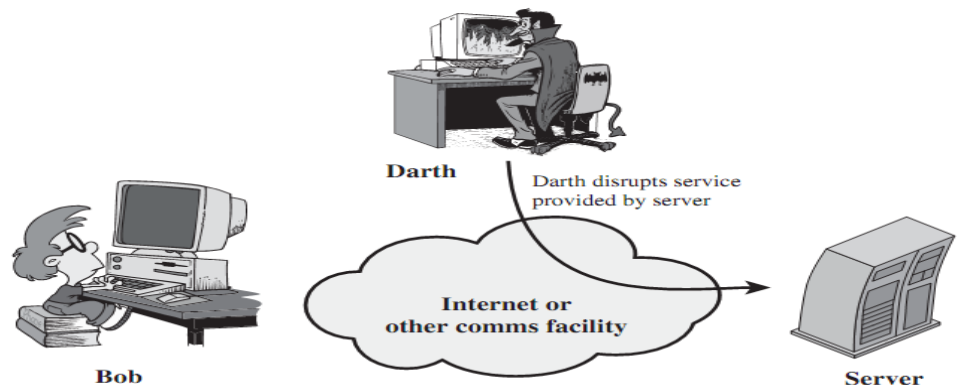 Darth
Darth disrupts service
provided by server
Internet or
other comms facility
Bob
Server